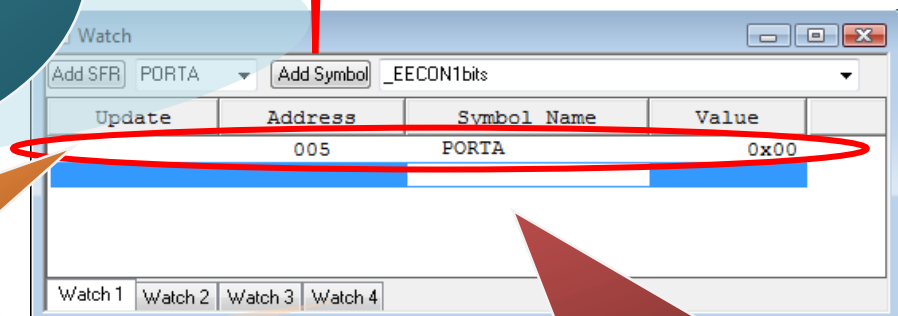 Watch
Add SFR PORTA Add Symbol _EECON1bits
Update Address Symbol Name Value
005 PORTA 0x00
Watch 1 Watch 2 Watch 3 Watch 4